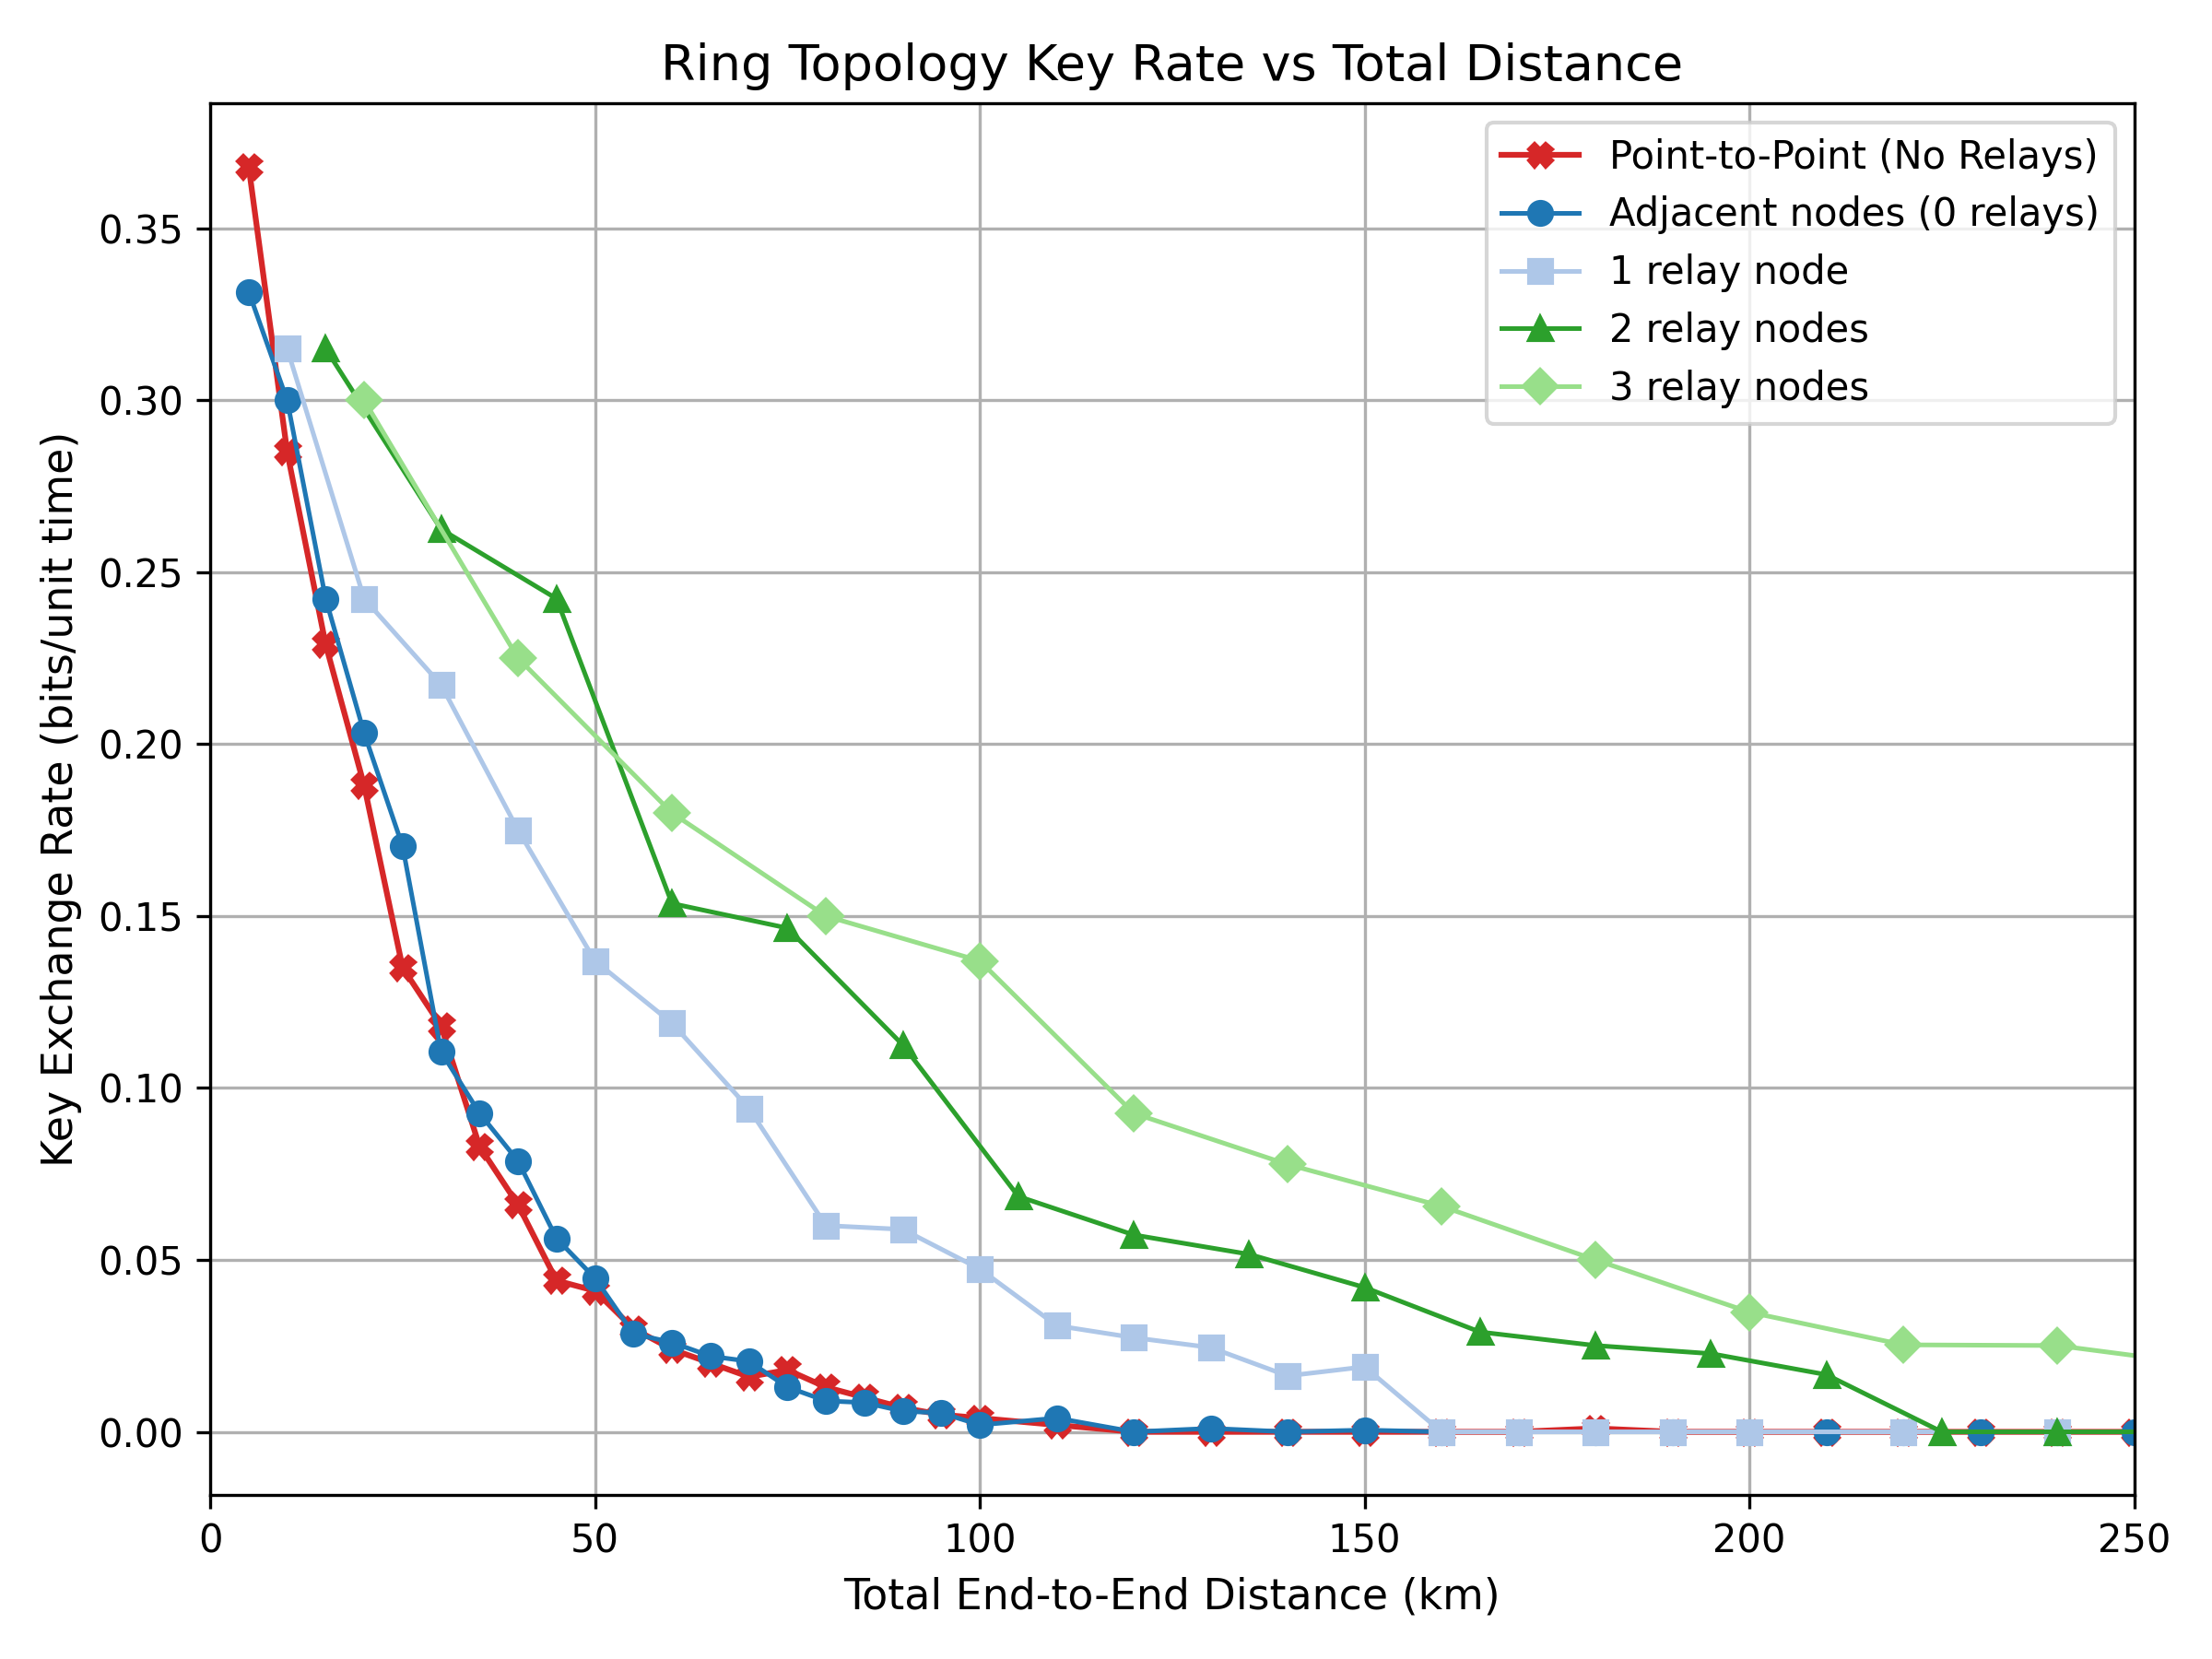 Ring Topology Key Rate vs Total Distance
Key Exchange Rate (bits/unit time)
0.35
0.30
0.25
0.20
0.15
0.10
0.05
0.00
Point-to-Point (No Relays)
Adjacent nodes (0 relays)
1 relay node
2 relay nodes
3 relay nodes
0 50 100 150 200 250
Total End-to-End Distance (km)